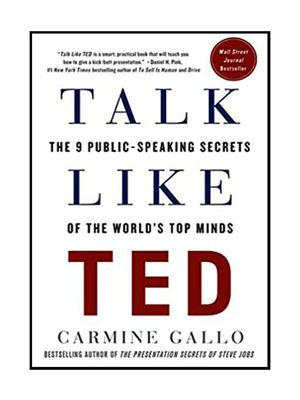 "Talk Like TED is a smart, practical book that will teach you
how to give a kick-butt presentation." – Daniel H. Pink,
#1 New York Times bestselling author of To Sell Is Human and Drive
Wall Street
Journal
Bestseller
TALK
THE 9 PUBLIC-SPEAKING SECRETS
LIKE
OF THE WORLD'S TOP MINDS
TED
CARMINE GALLO
BESTSELLING AUTHOR OF THE PRESENTATION SECRETS OF STEVE JOBS